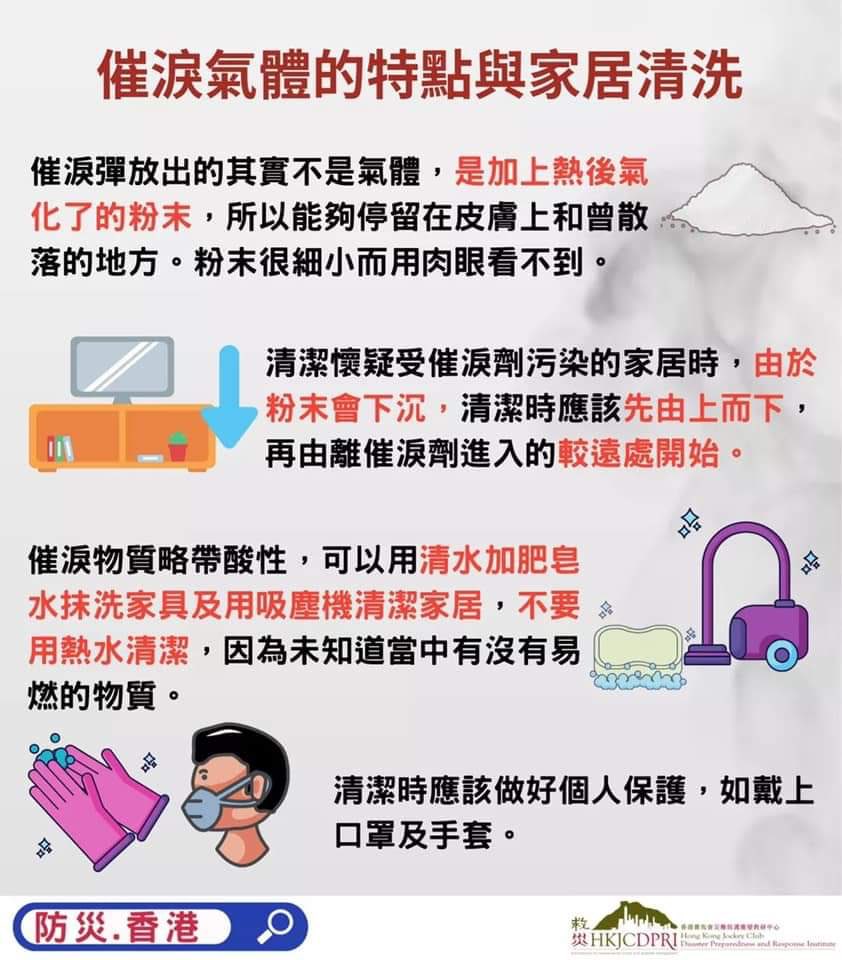 催淚氣體的特點與家居清洗
催淚彈放出的其實不是氣體，是加上熱後氣
化了的粉末，所以能夠停留在皮膚上和曾散
落的地方。粉末很細小而用肉眼看不到。
清潔懷疑受催淚劑污染的家居時，由於
粉末會下沉，清潔時應該先由上而下，
再由離催淚劑進入的較遠處開始。
催淚物質略帶酸性，可以用清水加肥皂
水抹洗家具及用吸塵機清潔家居，不要
用熱水清潔，因為未知道當中有沒有易
燃的物質。
清潔時應該做好個人保護，如戴上
口罩及手套。
防災.香港
救災 HKJCDPRI
香港賽馬會災難防護應變教研中心
Hong Kong Jockey Club
Disaster Preparedness and Response Institute